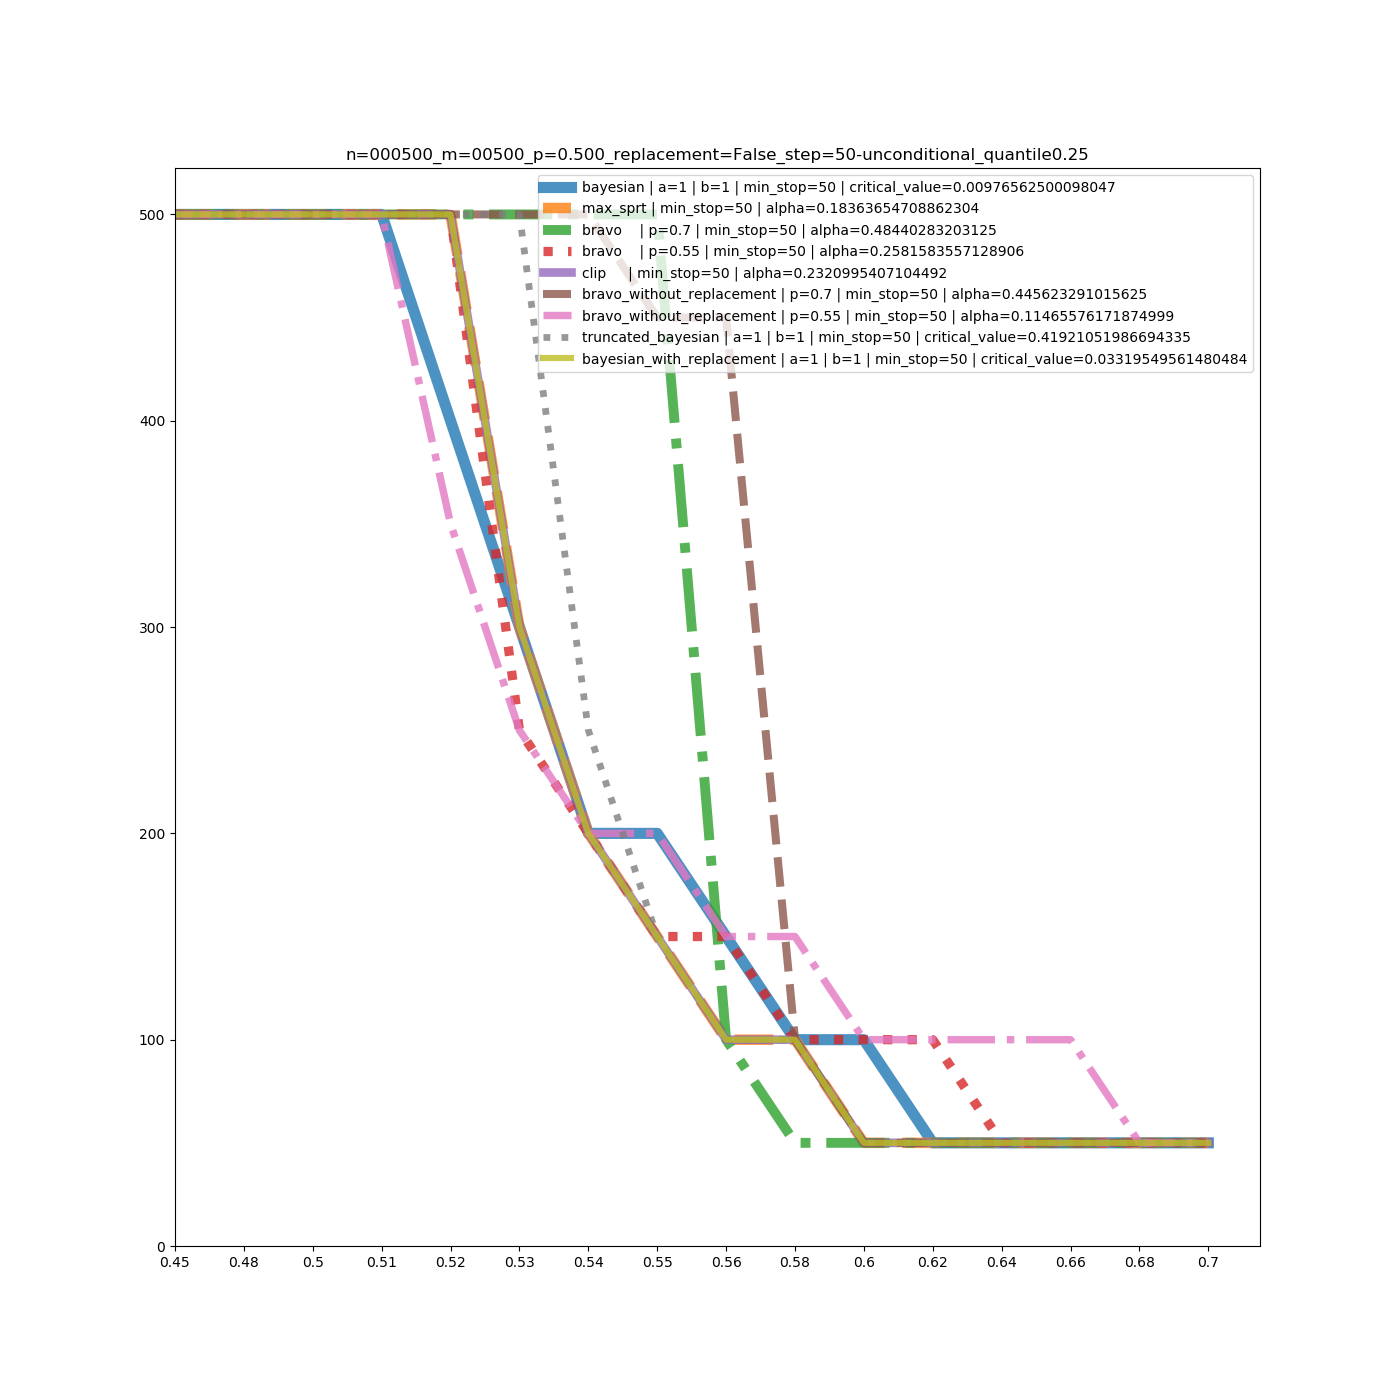 n=000500_m=00500_p=0.500_replacement=False_step=50-unconditional_quantile0.25
bayesian | a=1 | b=1 | min_stop=50 | critical_value=0.00976562500098047
max_sprt | min_stop=50 | alpha=0.18363654708862304
bravo    | p=0.7 | min_stop=50 | alpha=0.48440283203125
bravo    | p=0.55 | min_stop=50 | alpha=0.2581583557128906
clip     | min_stop=50 | alpha=0.2320995407104492
bravo_without_replacement | p=0.7 | min_stop=50 | alpha=0.445623291015625
bravo_without_replacement | p=0.55 | min_stop=50 | alpha=0.11465576171874999
truncated_bayesian | a=1 | b=1 | min_stop=50 | critical_value=0.41921051986694335
bayesian_with_replacement | a=1 | b=1 | min_stop=50 | critical_value=0.03319549561480484
500
400
300
200
100
0
0.45 0.48 0.5 0.51 0.52 0.53 0.54 0.55 0.56 0.58 0.6 0.62 0.64 0.66 0.68 0.7